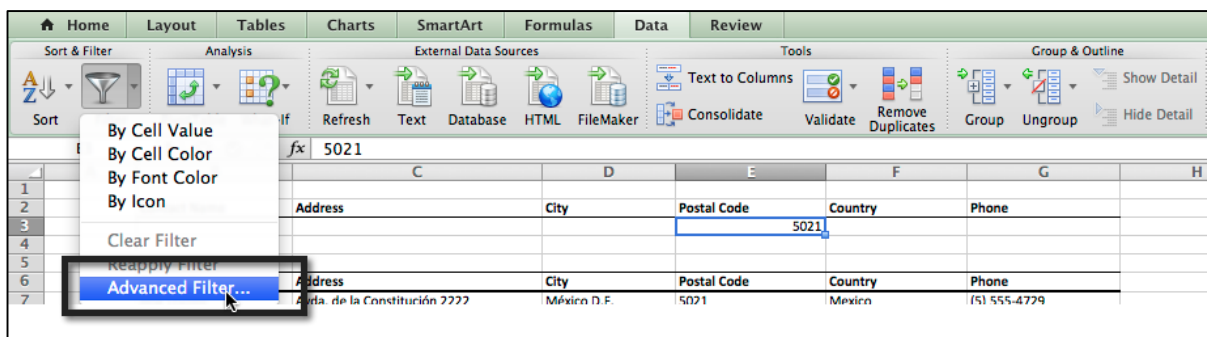 Home Layout Tables Charts SmartArt Formulas Data Review
Sort & Filter Analysis External Data Sources Tools Group & Outline
Sort If Refresh Text Database HTML FileMaker Text to Columns Consolidate Validate Remove Duplicates Group Ungroup Show Detail Hide Detail
By Cell Value
By Cell Color
By Font Color
By Icon
Clear Filter
Reapply Filter
Advanced Filter...
fx 5021
C D E F G H
1
2 Address City Postal Code Country Phone
3 5021
4
5
6 Address City Postal Code Country Phone
7 Avda. de la Constitución 2222 México D.F. 5021 Mexico (5) 555-4729